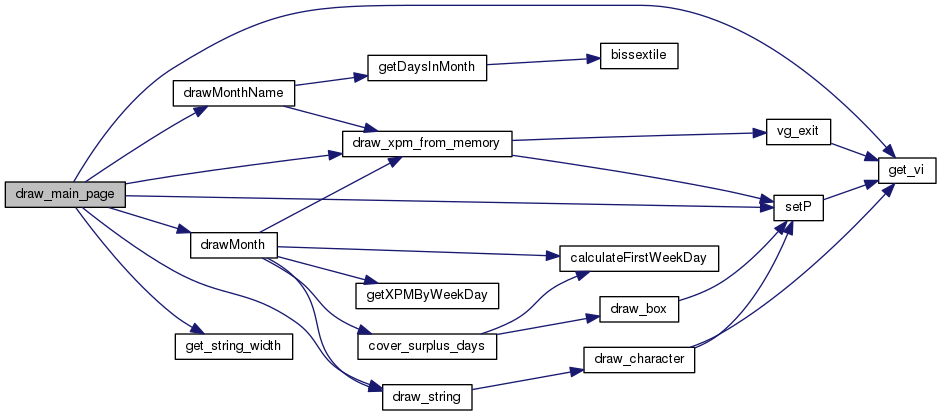 bissextile
getDaysInMonth
drawMonthName
vg_exit
draw_xpm_from_memory
get_vi
draw_main_page
setP
drawMonth
calculateFirstWeekDay
getXPMByWeekDay
draw_box
get_string_width
cover_surplus_days
draw_character
draw_string